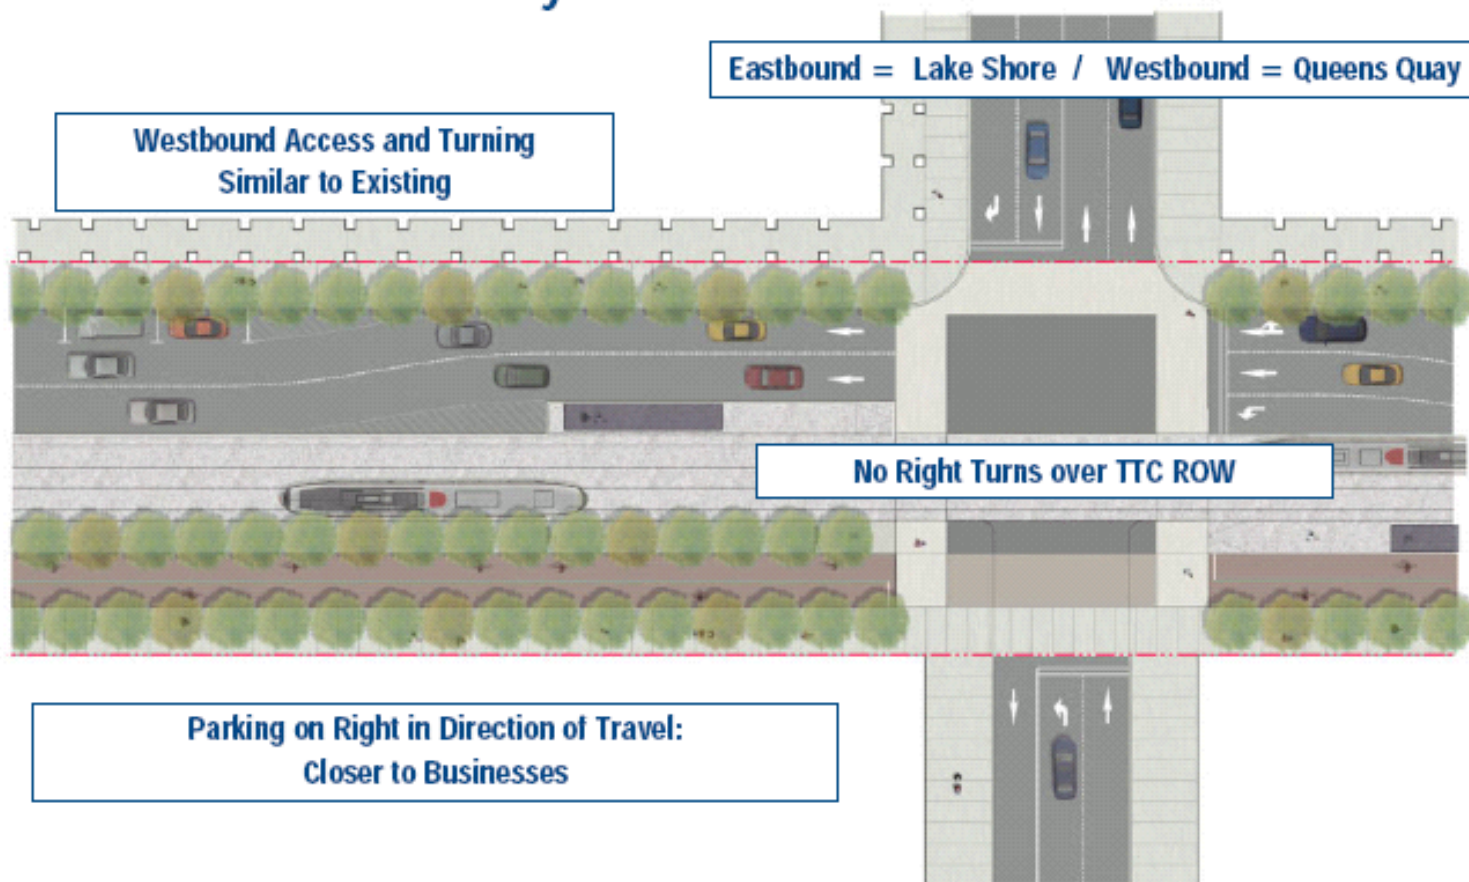 Eastbound = Lake Shore / Westbound = Queens Quay
Westbound Access and Turning
Similar to Existing
No Right Turns over TTC ROW
Parking on Right in Direction of Travel:
Closer to Businesses